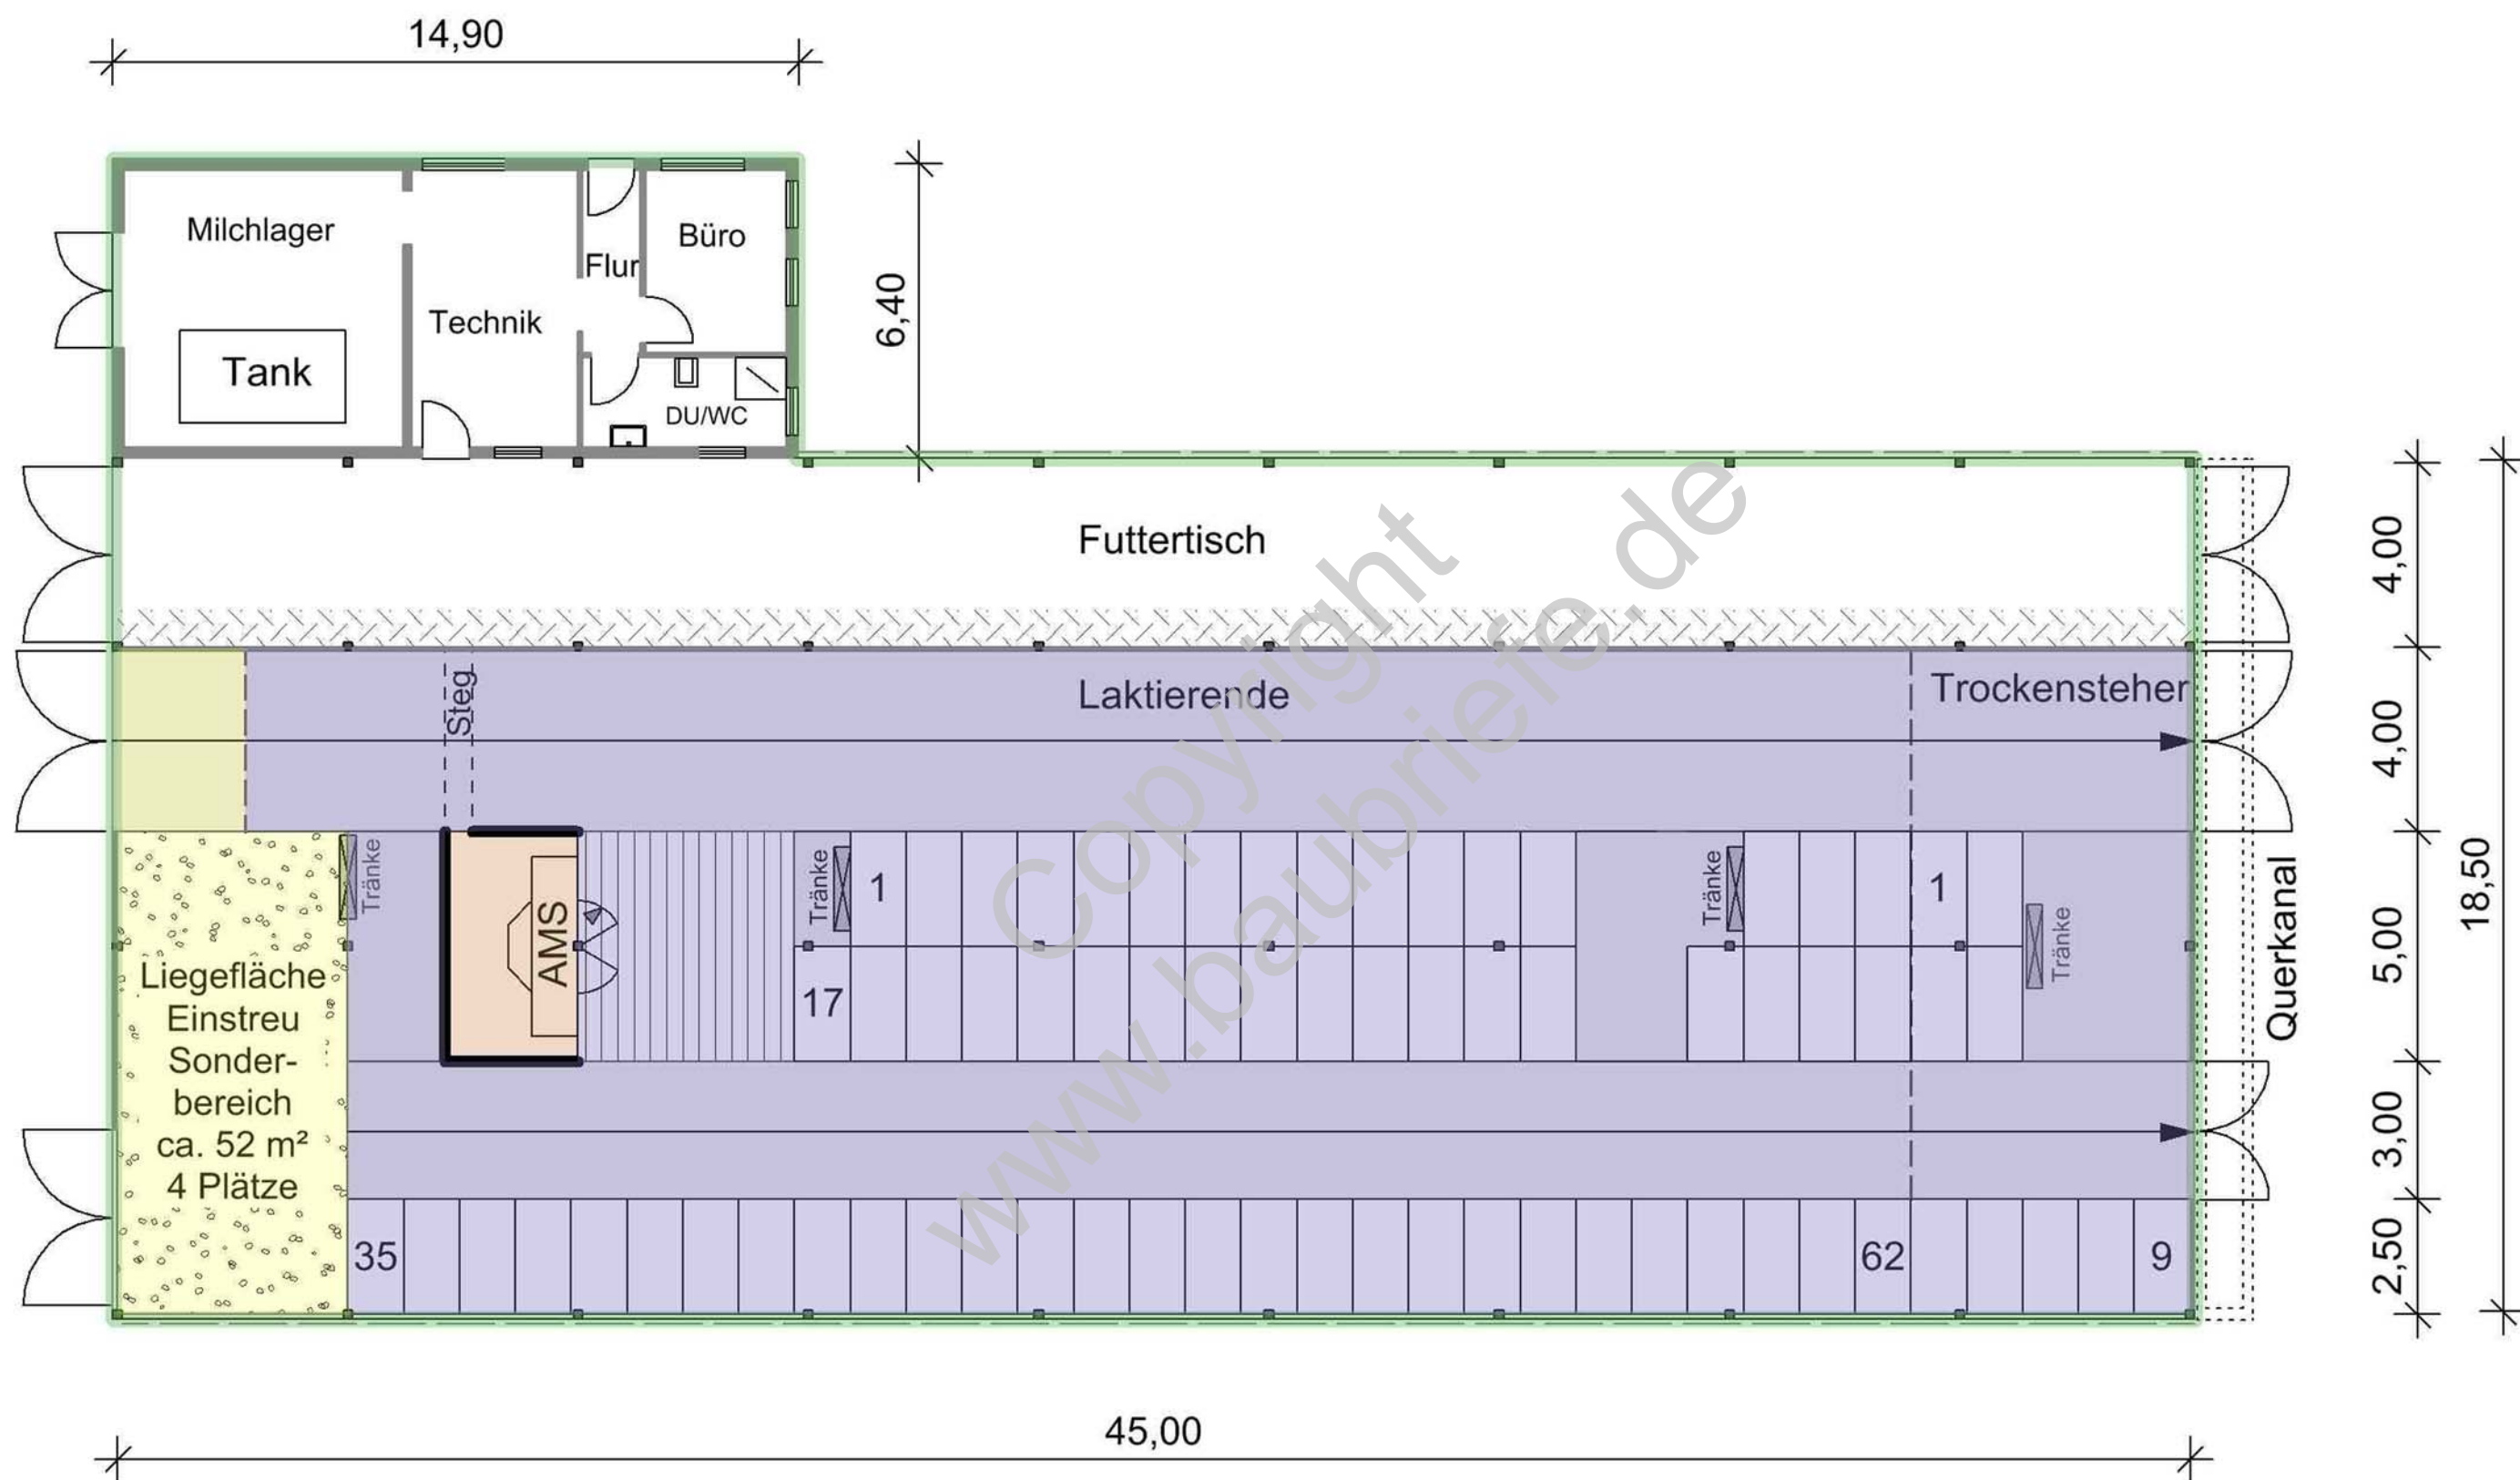 14,90
Milchlager
Büro
Flur
Technik
Tank
DU/WC
6,40
Futtertisch
4,00
Steg
Laktierende
Trockensteher
4,00
Tränke
AMS
Tränke
1
Tränke
1
Tränke
17
Liegefläche
Einstreu
Sonder-
bereich
ca. 52 m²
4 Plätze
5,00
18,50
Querkanal
3,00
35
62
9
2,50
45,00
Copyright
www.baubriefe.de